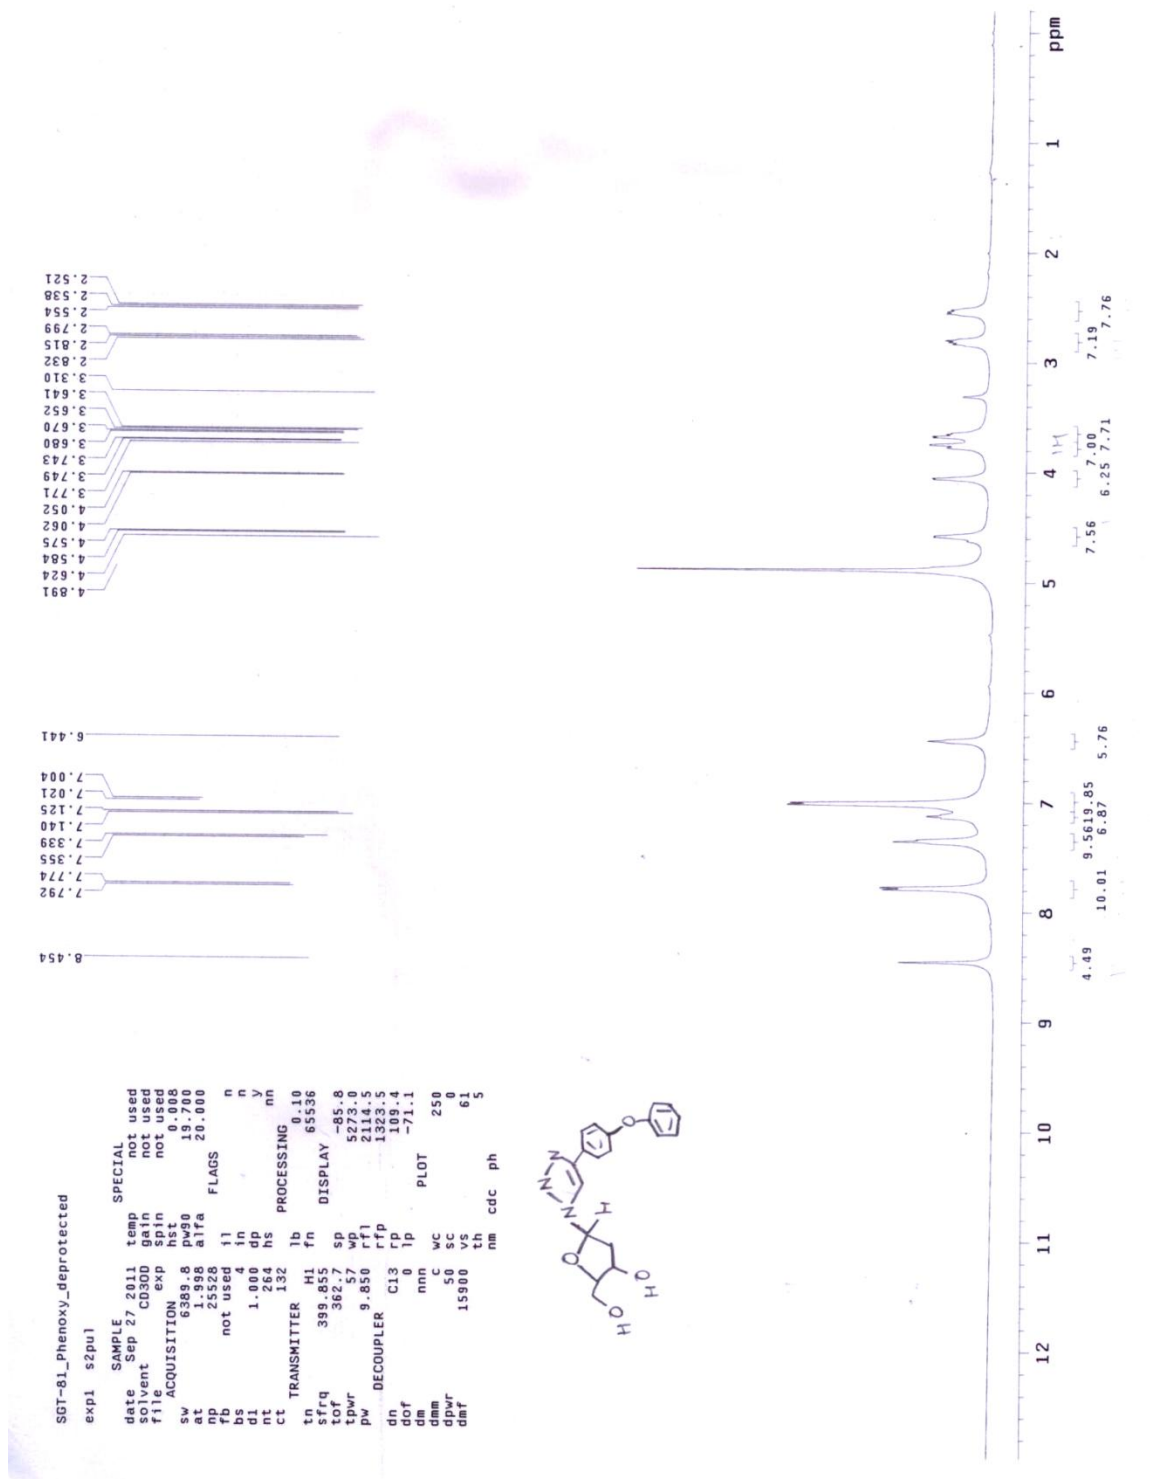 SGT-81_Phenoxy_deprotected
exp1 s2pul
SAMPLE
date Sep 27 2011
solvent CD3OD
file exp
ACQUISITION
sw 6389.8
at 1.998
np 25528
fb not used
bs 4
d1 1.000
nt 264
ct 132
TRANSMITTER
tn H1
sfrq 399.855
tof 362.7
tpwr 57
pw 9.850
DECOUPLER
dn C13
dof 0
dm nnn
dmm c
dpwr 50
dmf 15900
SPECIAL
temp not used
gain not used
spin not used
hst 0.008
pw90 19.700
alfa 20.000
FLAGS
il n
in n
dp y
hs nn
PROCESSING
lb 0.10
fn 65536
DISPLAY
sp -85.8
wp 5273.0
rfl 2114.5
rfp 1323.5
rp 109.4
lp -71.1
PLOT
wc 250
sc 0
vs 61
th 5
nm cdc ph
HO
O
OH
H
N
N
N
O
8.454
7.792
7.774
7.355
7.339
7.140
7.125
7.021
7.004
6.441
4.891
4.624
4.584
4.575
4.062
4.052
3.771
3.749
3.743
3.680
3.670
3.652
3.641
3.310
2.832
2.815
2.799
2.554
2.538
2.521
12 11 10 9 8 7 6 5 4 3 2 1 ppm
1H
4.49 9.5619.85 7.56 7.00 7.19
10.01 6.87 5.76 6.25 7.71 7.76